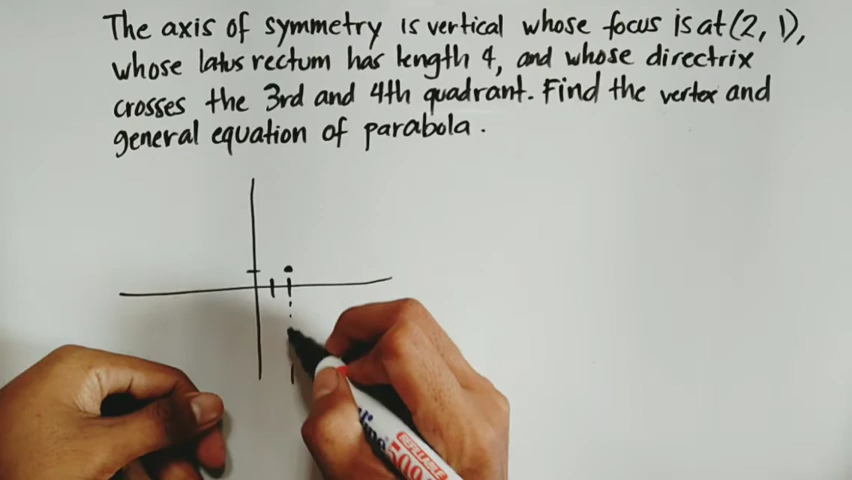 The axis of symmetry is vertical whose focus is at (2, 1),
whose latus rectum has length 4, and whose directrix
crosses the 3rd and 4th quadrant. Find the vertex and
general equation of parabola.